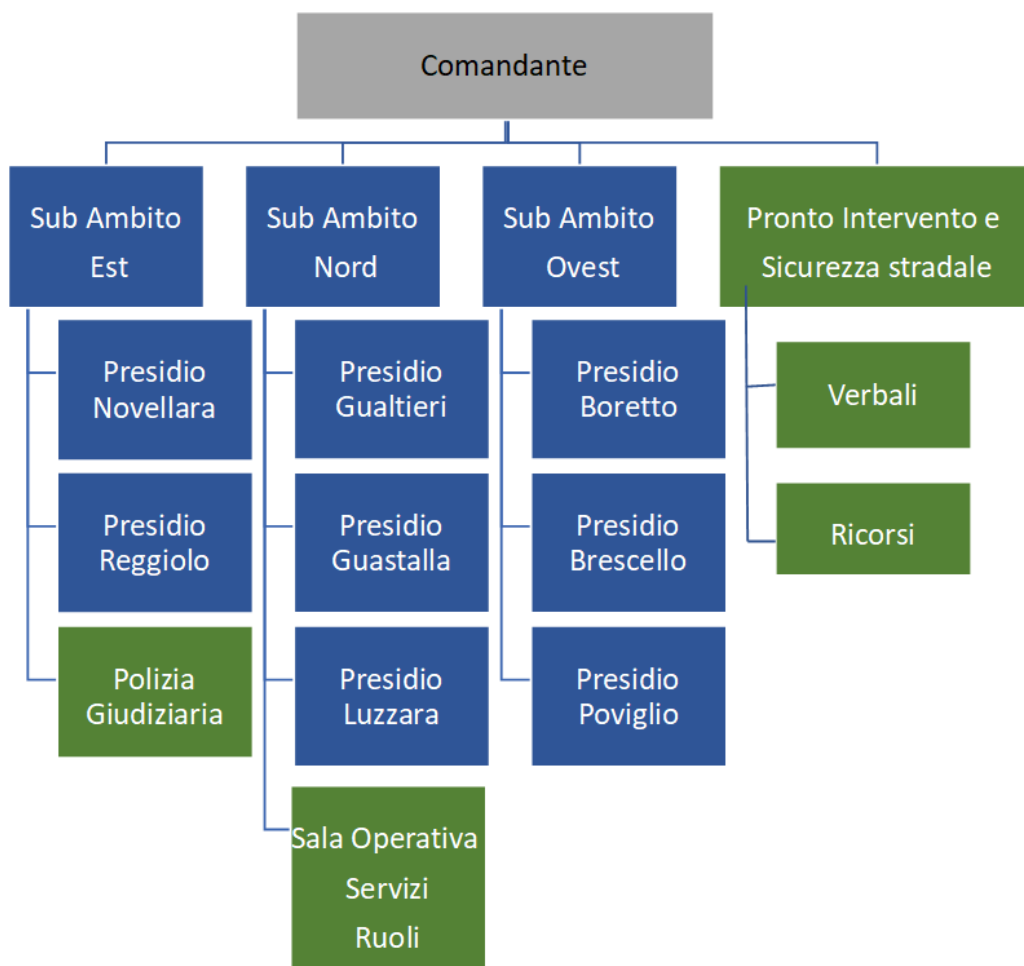 Comandante
Sub Ambito
Est
Sub Ambito
Nord
Sub Ambito
Ovest
Pronto Intervento e
Sicurezza stradale
Presidio
Novellara
Presidio
Reggiolo
Polizia
Giudiziaria
Presidio
Gualtieri
Presidio
Guastalla
Presidio
Luzzara
Sala Operativa
Servizi
Ruoli
Presidio
Boretto
Presidio
Brescello
Presidio
Poviglio
Verbali
Ricorsi